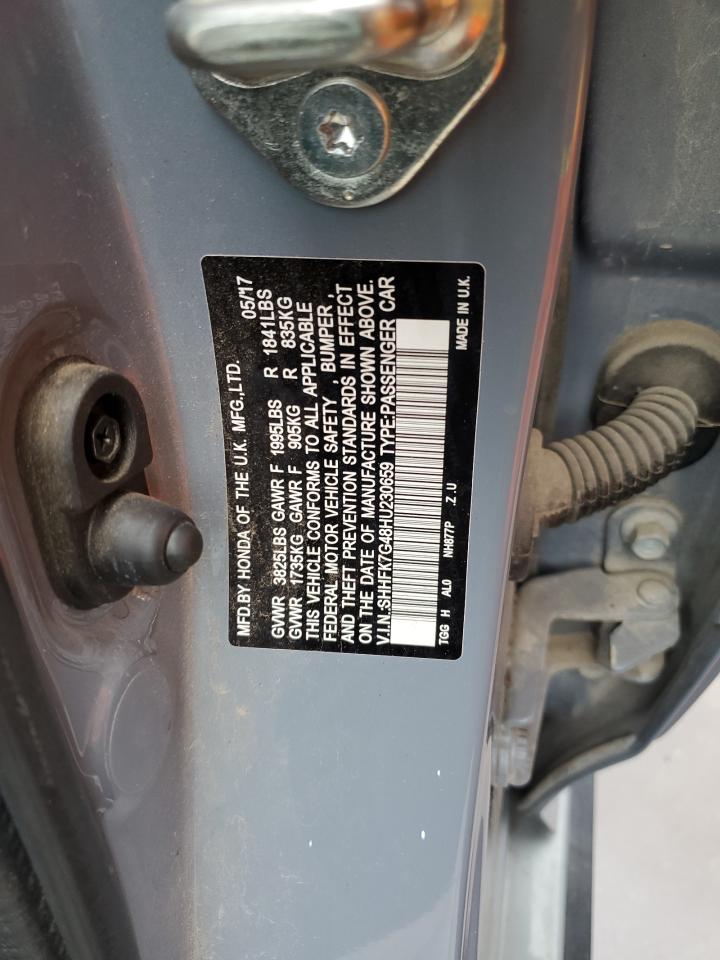 MFD.BY HONDA OF THE U.K. MFG.,LTD. 05/17
GVWR 3825LBS GAWR F 1995LBS R 1841LBS
GVWR 1735KG GAWR F 905KG R 835KG
THIS VEHICLE CONFORMS TO ALL APPLICABLE
FEDERAL MOTOR VEHICLE SAFETY , BUMPER ,
AND THEFT PREVENTION STANDARDS IN EFFECT
ON THE DATE OF MANUFACTURE SHOWN ABOVE.
V.I.N.:SHHFK7G48HU230659 TYPE:PASSENGER CAR
TGG H AL0 NH877P Z U MADE IN U.K.